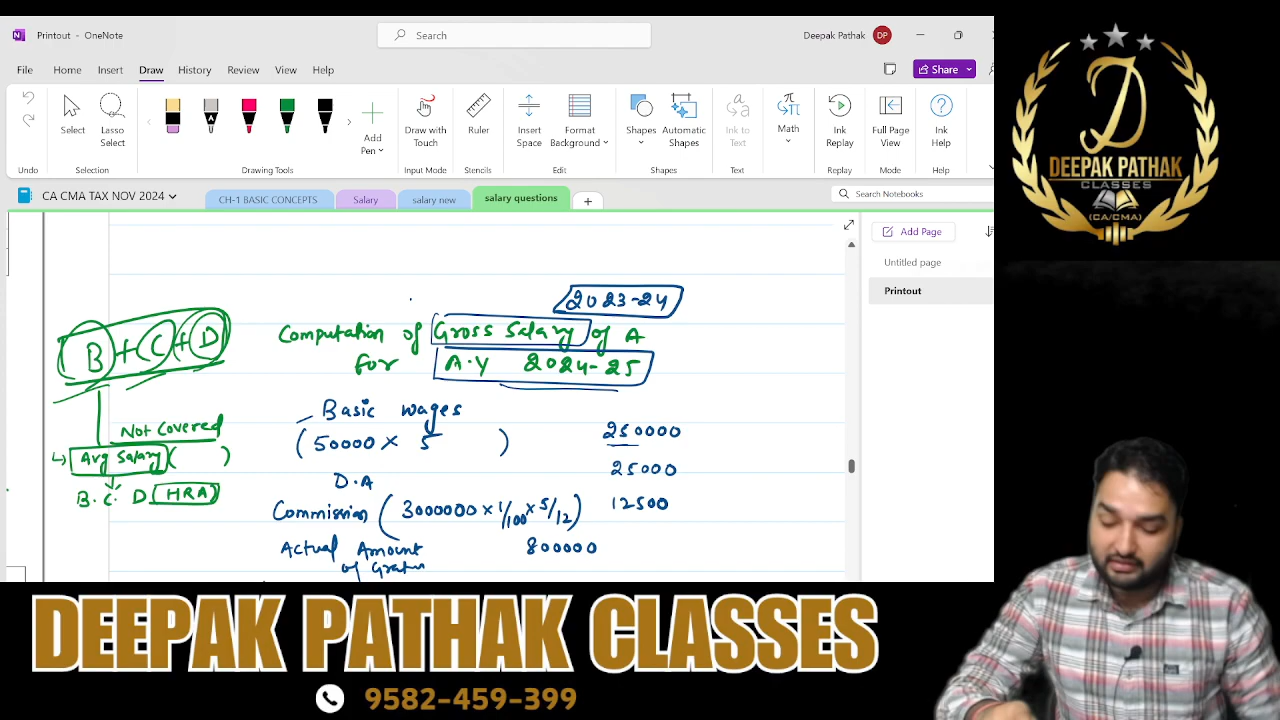 Printout - OneNote
Search
Deepak Pathak DP
File Home Insert Draw History Review View Help
Share
Select
Lasso Select
Add Pen
Draw with Touch
Ruler
Insert Space
Format Background
Shapes
Automatic Shapes
Ink to Text
Math
Ink Replay
Full Page View
Ink Help
Undo Selection Drawing Tools Input Mode Stencils Edit Shapes Text Replay Mode Help
CA CMA TAX NOV 2024 CH-1 BASIC CONCEPTS Salary salary new salary questions
Search Notebooks
Add Page
Untitled page
Printout
2023-24
Computation of Gross Salary of A
for A.Y 2024-25
B + C + D
Not Covered
Avg Salary ( )
B. C. D HRA
Basic wages
(50000 × 5 ) 250000
D.A 25000
Commission (3000000 × 1/100 × 5/12) 12500
Actual Amount 800000
D
DEEPAK PATHAK
CLASSES
(CA/CMA)
DEEPAK PATHAK CLASSES
9582-459-399